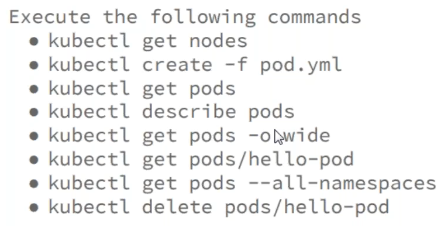 Execute the following commands
● kubectl get nodes
● kubectl create -f pod.yml
● kubectl get pods
● kubectl describe pods
● kubectl get pods -o wide
● kubectl get pods/hello-pod
● kubectl get pods --all-namespaces
● kubectl delete pods/hello-pod